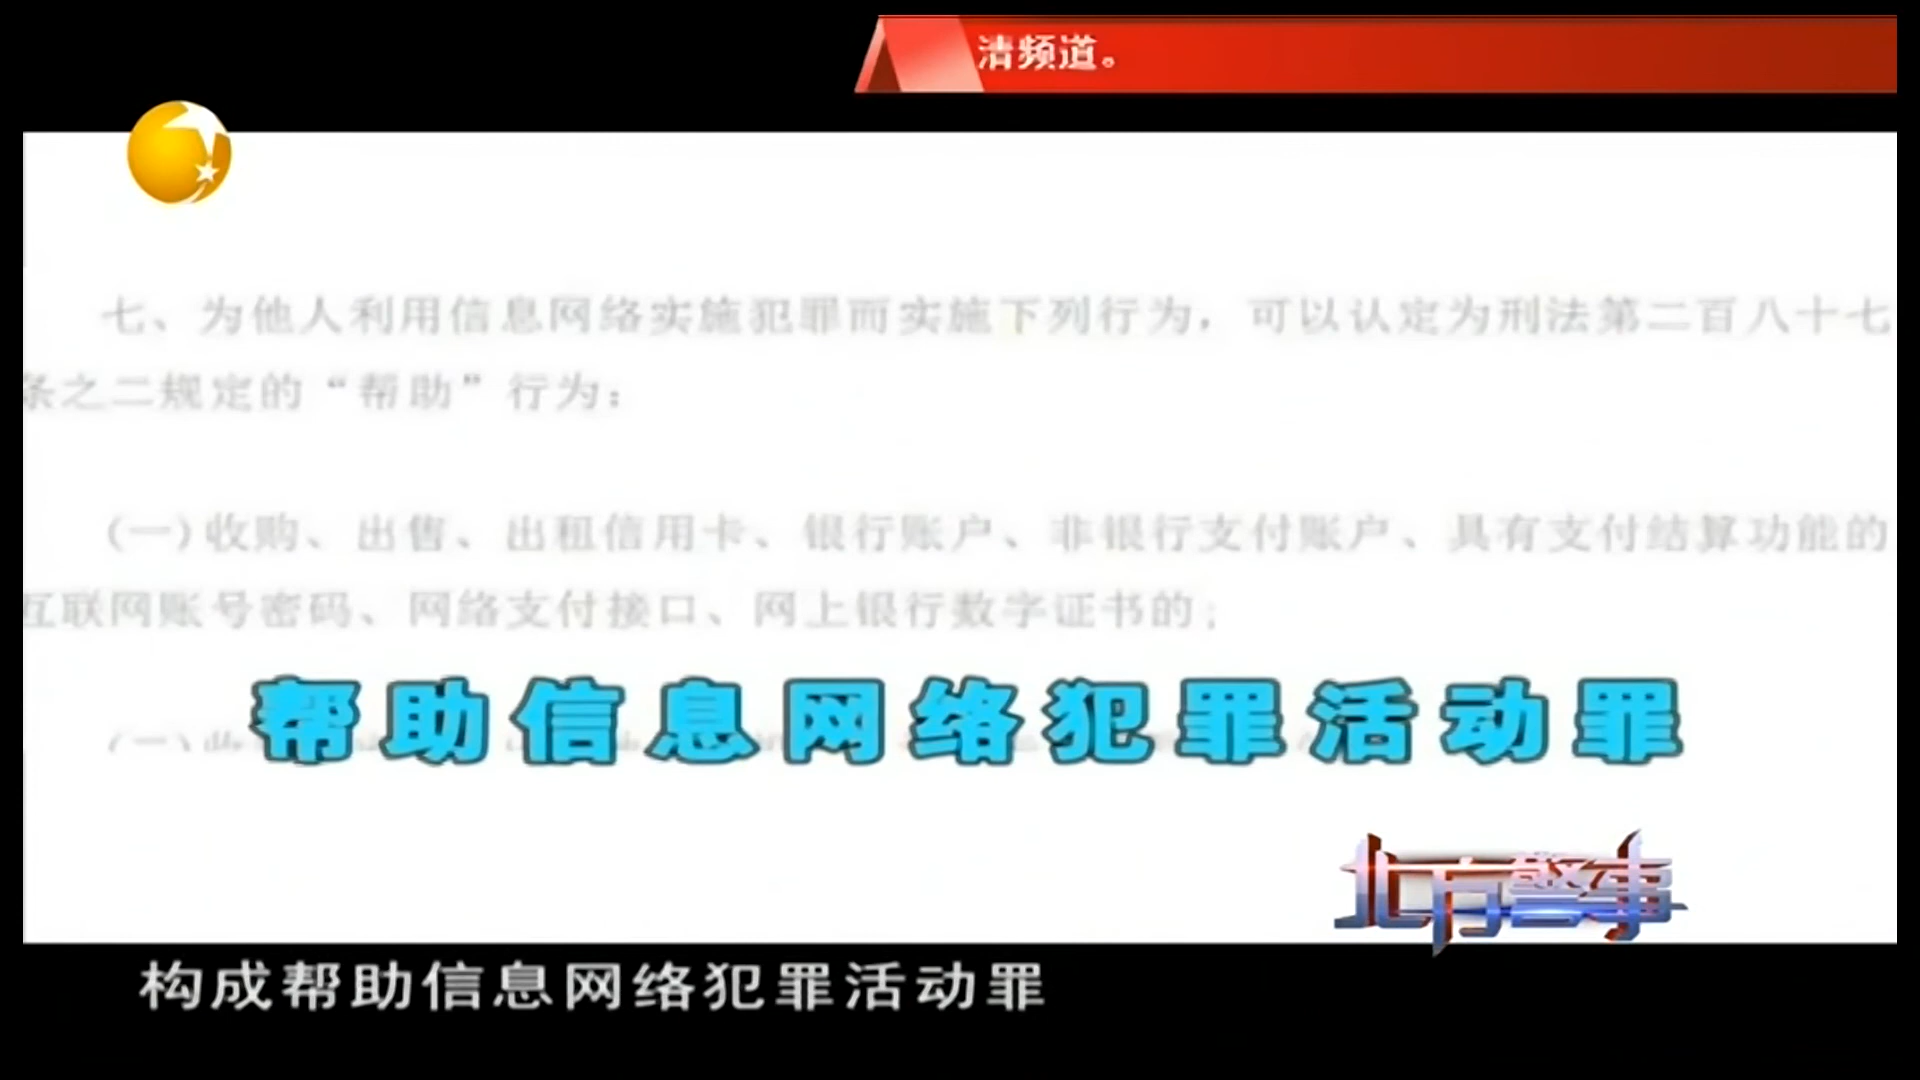 清频道。
七、为他人利用信息网络实施犯罪而实施下列行为，可以认定为刑法第二百八十七
条之二规定的“帮助”行为：
(一)收购、出售、出租信用卡、银行账户、非银行支付账户、具有支付结算功能的
互联网账号密码、网络支付接口、网上银行数字证书的;
帮助信息网络犯罪活动罪
北方警事
构成帮助信息网络犯罪活动罪